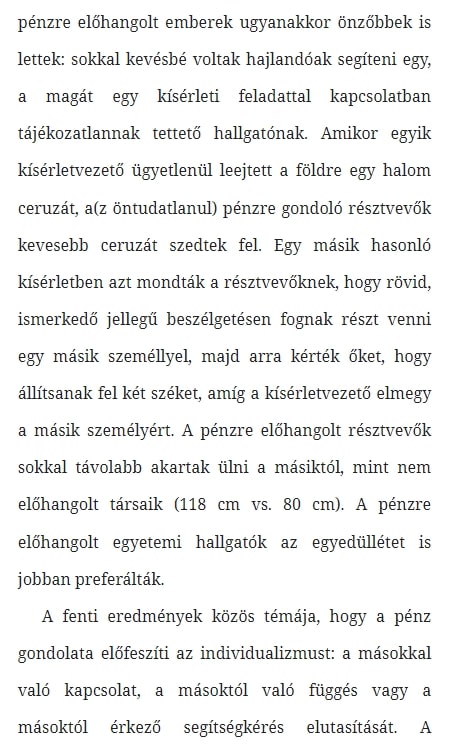 pénzre előhangolt emberek ugyanakkor önzőbbek is
lettek: sokkal kevésbé voltak hajlandóak segíteni egy,
a magát egy kísérleti feladattal kapcsolatban
tájékozatlannak tettető hallgatónak. Amikor egyik
kísérletvezető ügyetlenül leejtett a földre egy halom
ceruzát, a(z öntudatlanul) pénzre gondoló résztvevők
kevesebb ceruzát szedtek fel. Egy másik hasonló
kísérletben azt mondták a résztvevőknek, hogy rövid,
ismerkedő jellegű beszélgetésen fognak részt venni
egy másik személlyel, majd arra kérték őket, hogy
állítsanak fel két széket, amíg a kísérletvezető elmegy
a másik személyért. A pénzre előhangolt résztvevők
sokkal távolabb akartak ülni a másiktól, mint nem
előhangolt társaik (118 cm vs. 80 cm). A pénzre
előhangolt egyetemi hallgatók az egyedüllétet is
jobban preferálták.
A fenti eredmények közös témája, hogy a pénz
gondolata előfeszíti az individualizmust: a másokkal
való kapcsolat, a másoktól való függés vagy a
másoktól érkező segítségkérés elutasítását. A